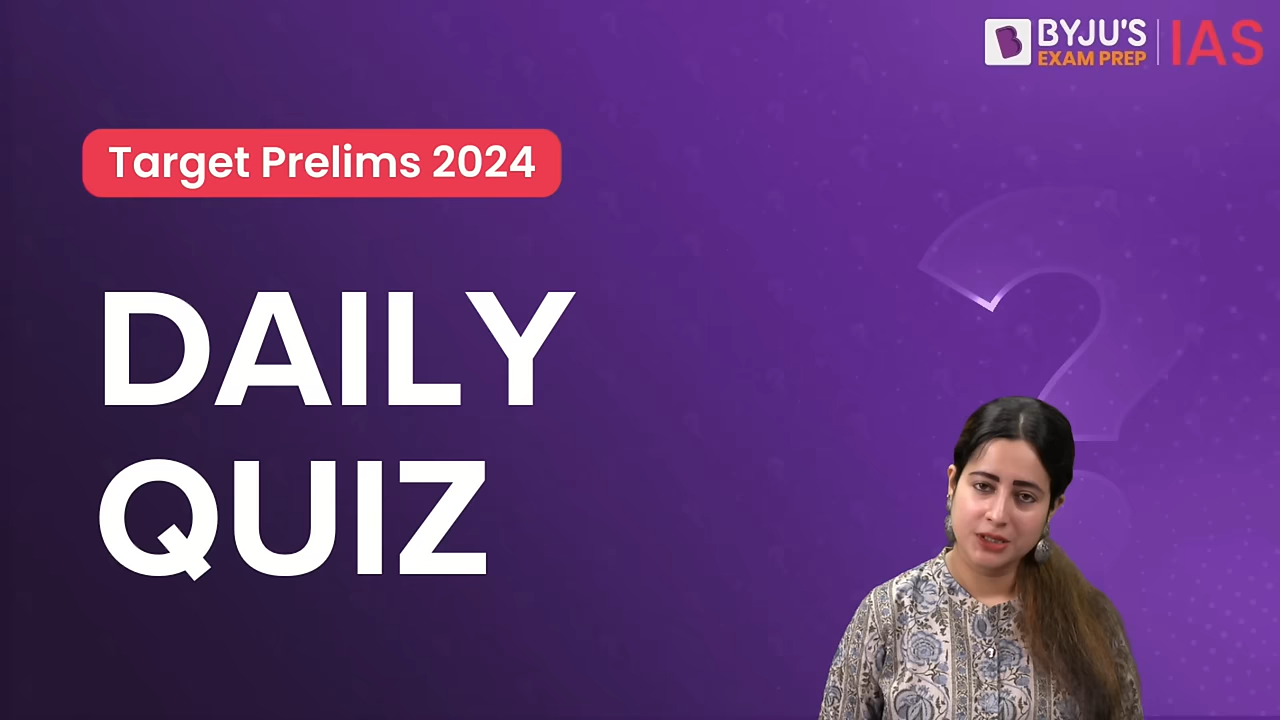 BYJU'S
EXAM PREP
IAS
Target Prelims 2024
DAILY
QUIZ